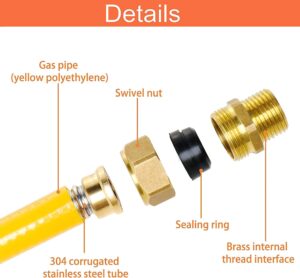 Details
Gas pipe
(yellow polyethylene)
Swivel nut
Sealing ring
Brass internal
thread interface
304 corrugated
stainless steel tube